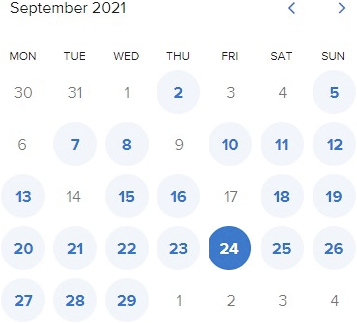 September 2021
MON TUE WED THU FRI SAT SUN
30 31 1 2 3 4 5
6 7 8 9 10 11 12
13 14 15 16 17 18 19
20 21 22 23 24 25 26
27 28 29 1 2 3 4